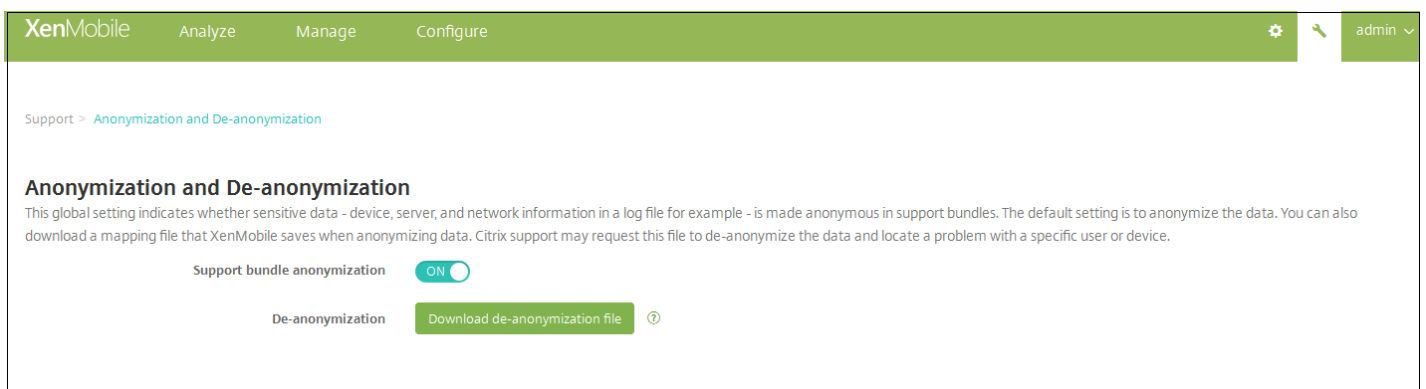 XenMobile Analyze Manage Configure admin
Support > Anonymization and De-anonymization
Anonymization and De-anonymization
This global setting indicates whether sensitive data - device, server, and network information in a log file for example - is made anonymous in support bundles. The default setting is to anonymize the data. You can also
download a mapping file that XenMobile saves when anonymizing data. Citrix support may request this file to de-anonymize the data and locate a problem with a specific user or device.
Support bundle anonymization ON
De-anonymization Download de-anonymization file ?